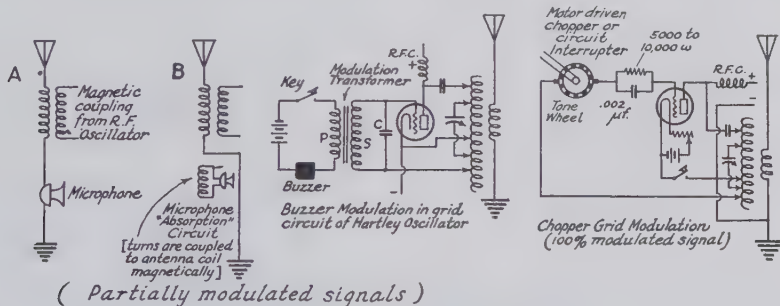 A
Magnetic
coupling
from R.F.
Oscillator
Microphone
B
Microphone
"Absorption"
Circuit
[turns are coupled
to antenna coil
magnetically]
(Partially modulated signals)
Key
Modulation
Transformer
R.F.C.
+
P
S
C
Buzzer
-
Buzzer Modulation in grid
circuit of Hartley Oscillator
Motor driven
chopper or
circuit
Interrupter
5000 to
10,000 ω
R.F.C.
+
-
Tone
Wheel
.002
μf.
Chopper Grid Modulation
(100% modulated signal)